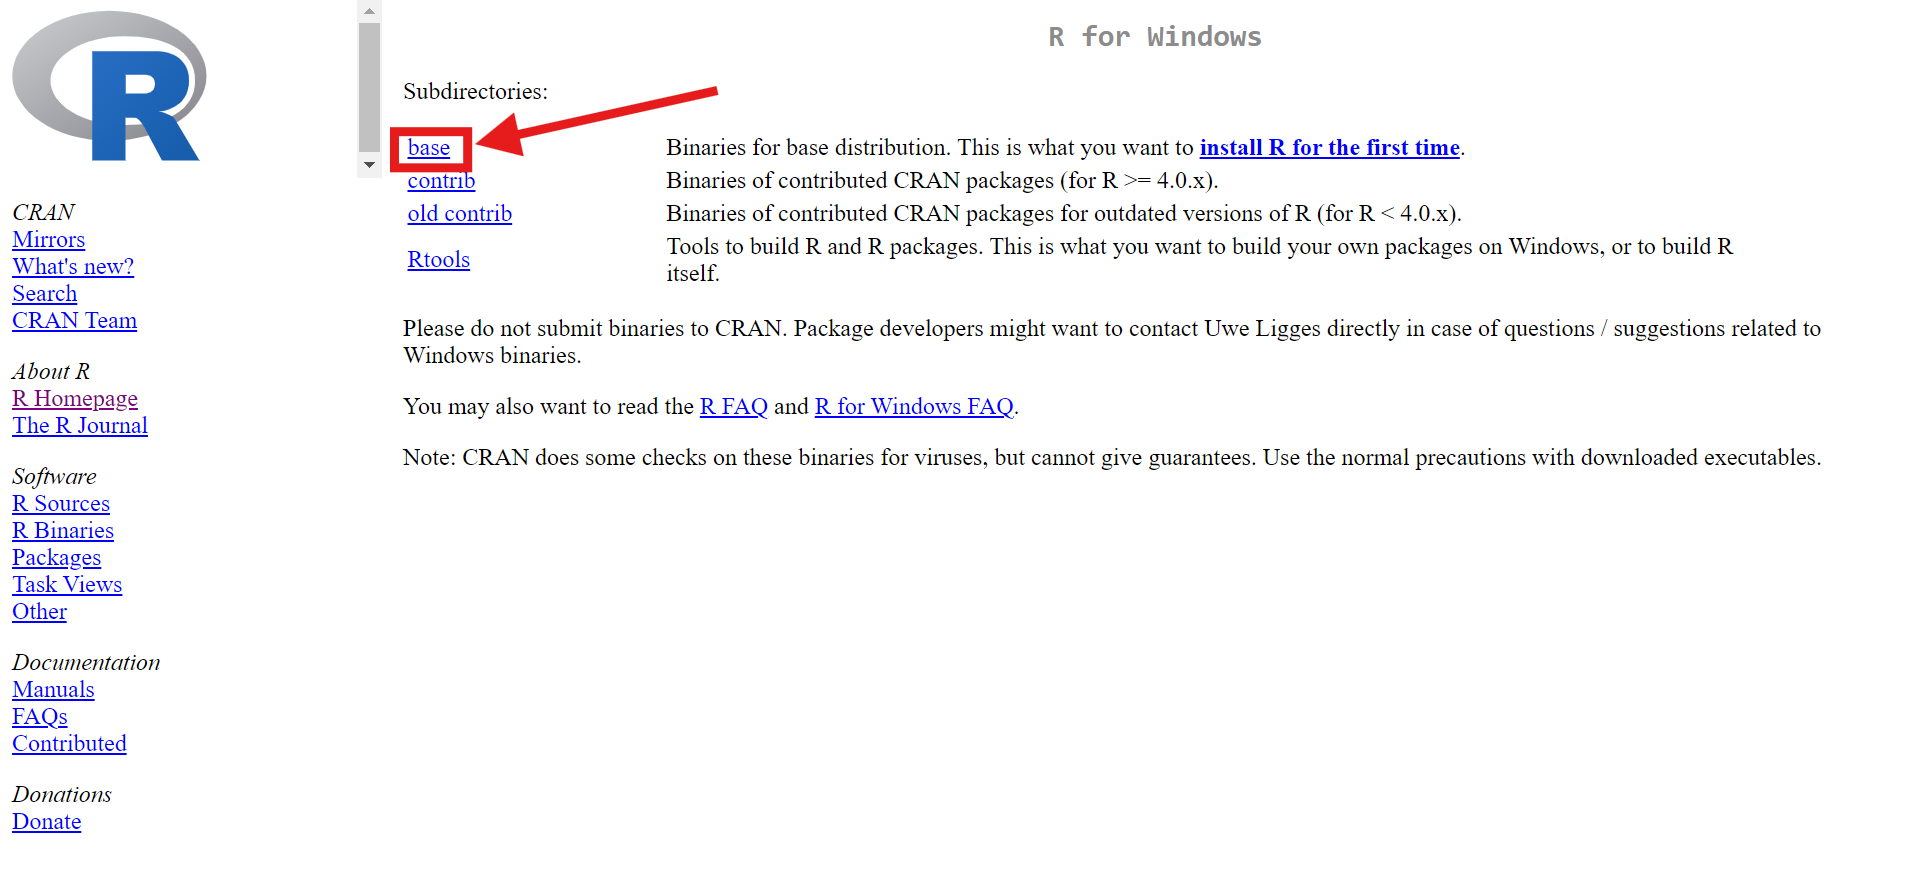 R
CRAN
Mirrors
What's new?
Search
CRAN Team
About R
R Homepage
The R Journal
Software
R Sources
R Binaries
Packages
Task Views
Other
Documentation
Manuals
FAQs
Contributed
Donations
Donate
R for Windows
Subdirectories:
base Binaries for base distribution. This is what you want to install R for the first time.
contrib Binaries of contributed CRAN packages (for R >= 4.0.x).
old contrib Binaries of contributed CRAN packages for outdated versions of R (for R < 4.0.x).
Rtools Tools to build R and R packages. This is what you want to build your own packages on Windows, or to build R
itself.
Please do not submit binaries to CRAN. Package developers might want to contact Uwe Ligges directly in case of questions / suggestions related to
Windows binaries.
You may also want to read the R FAQ and R for Windows FAQ.
Note: CRAN does some checks on these binaries for viruses, but cannot give guarantees. Use the normal precautions with downloaded executables.